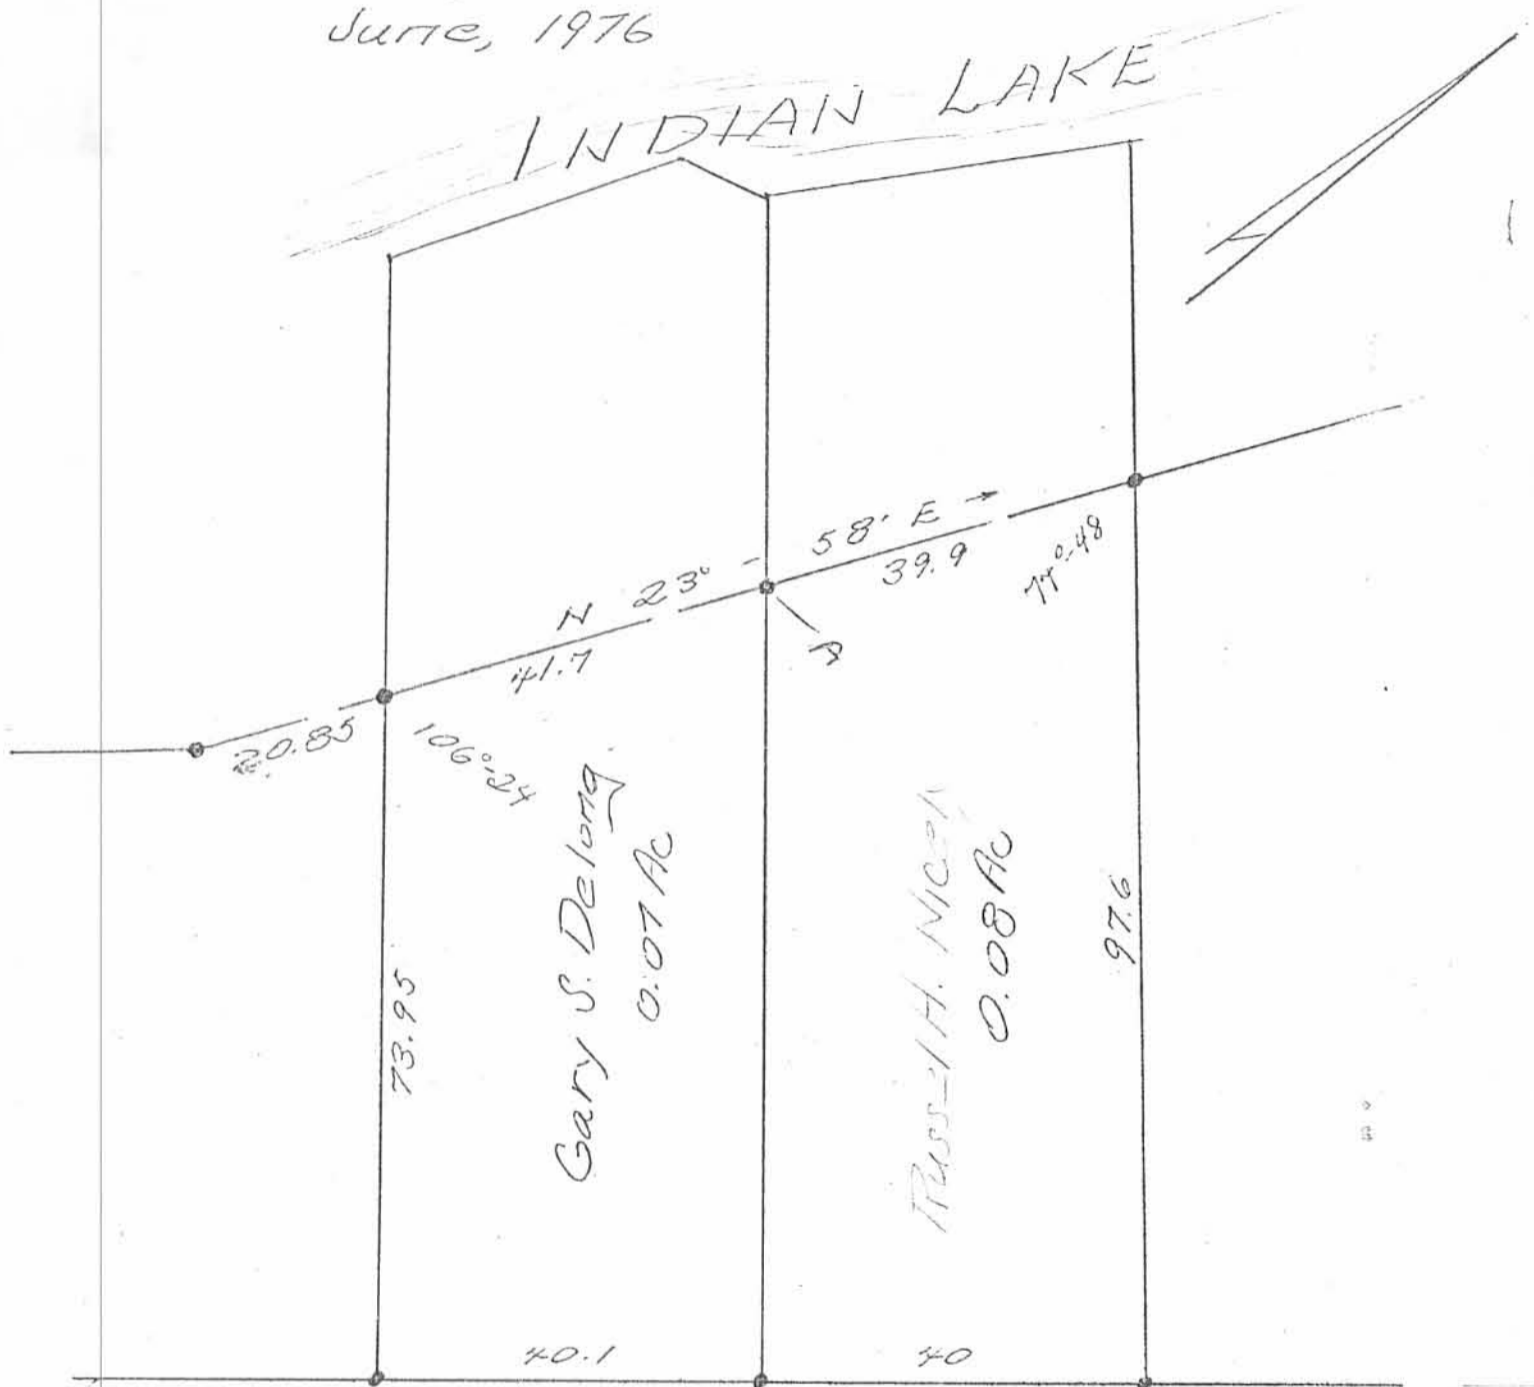 June, 1976
INDIAN LAKE
N 23° 58' E
20.85
41.7
39.9
77°-48
A
106°-24
Gary S. Delong
0.07 Ac
H.
0.08 Ac
73.95
97.6
40.1
40